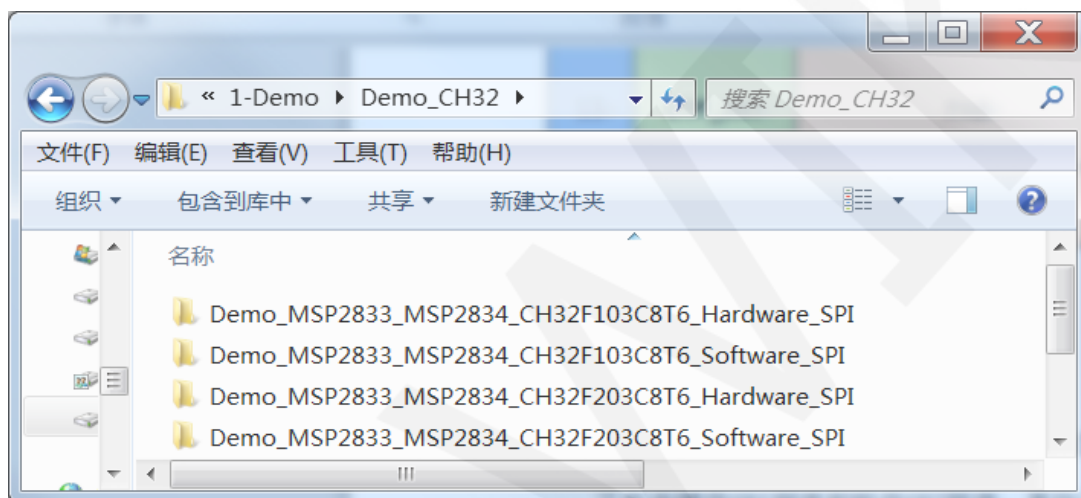 « 1-Demo ▸ Demo_CH32 ▸ 搜索 Demo_CH32
文件(F) 编辑(E) 查看(V) 工具(T) 帮助(H)
组织 包含到库中 共享 新建文件夹
名称
Demo_MSP2833_MSP2834_CH32F103C8T6_Hardware_SPI
Demo_MSP2833_MSP2834_CH32F103C8T6_Software_SPI
Demo_MSP2833_MSP2834_CH32F203C8T6_Hardware_SPI
Demo_MSP2833_MSP2834_CH32F203C8T6_Software_SPI